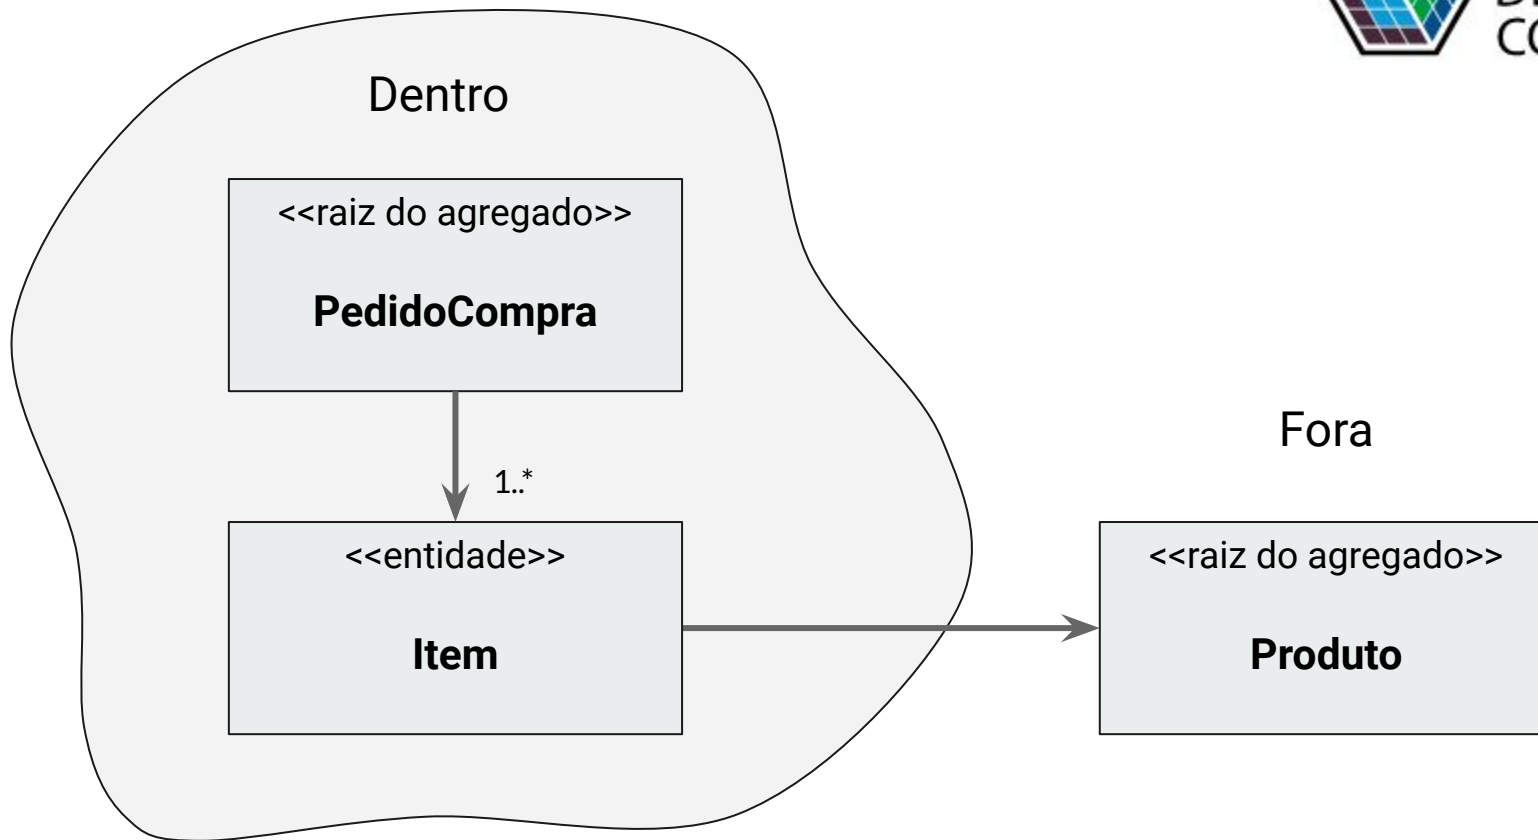 Dentro
<<raiz do agregado>>
PedidoCompra
1..*
<<entidade>>
Item
Fora
<<raiz do agregado>>
Produto